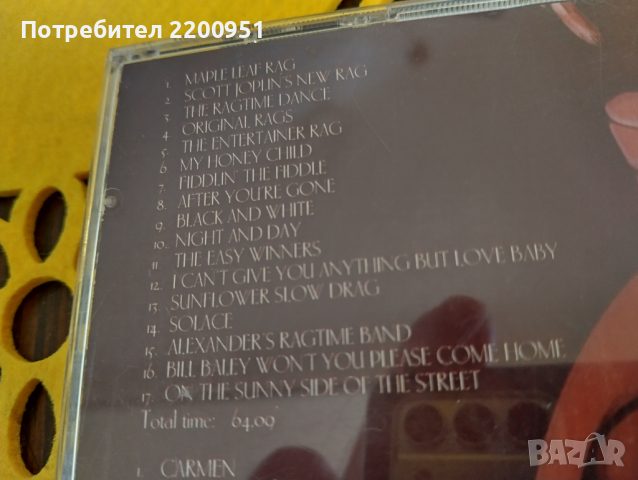 Потребител 2200951
1. MAPLE LEAF RAG
2. SCOTT JOPLIN'S NEW RAG
3. THE RAGTIME DANCE
4. ORIGINAL RAGS
5. THE ENTERTAINER RAG
6. MY HONEY CHILD
7. FIDDLIN' THE FIDDLE
8. AFTER YOU'RE GONE
9. BLACK AND WHITE
10. NIGHT AND DAY
11. THE EASY WINNERS
12. I CAN'T GIVE YOU ANYTHING BUT LOVE BABY
13. SUNFLOWER SLOW DRAG
14. SOLACE
15. ALEXANDER'S RAGTIME BAND
16. BILL BALEY WON'T YOU PLEASE COME HOME
17. ON THE SUNNY SIDE OF THE STREET
Total time: 64.09
1. CARMEN
BAZAR